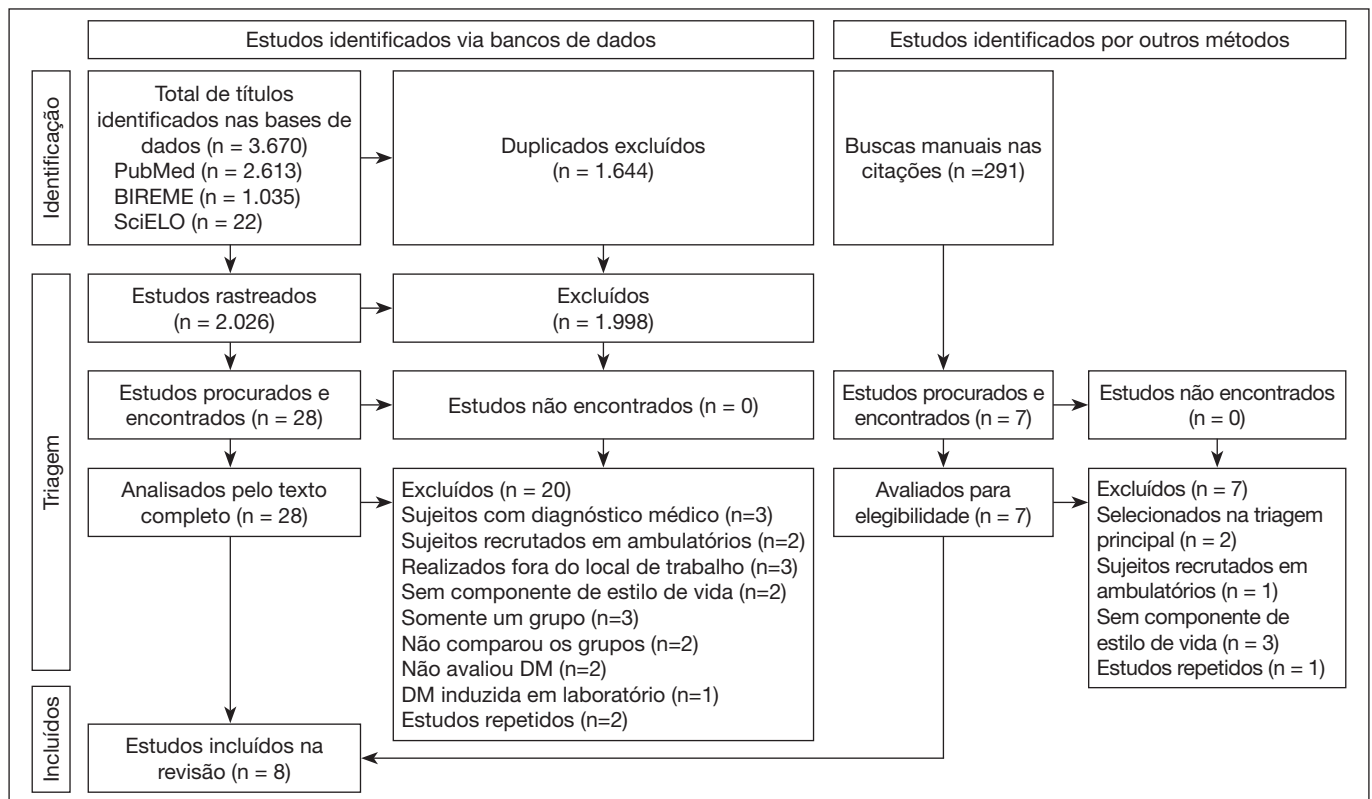 Estudos identificados via bancos de dados
Estudos identificados por outros métodos
Identificação
Total de títulos
identificados nas bases de
dados (n = 3.670)
PubMed (n = 2.613)
BIREME (n = 1.035)
SciELO (n = 22)
Duplicados excluídos
(n = 1.644)
Buscas manuais nas
citações (n =291)
Triagem
Estudos rastreados
(n = 2.026)
Excluídos
(n = 1.998)
Estudos procurados e
encontrados (n = 28)
Estudos não encontrados (n = 0)
Estudos procurados e
encontrados (n = 7)
Estudos não encontrados
(n = 0)
Analisados pelo texto
completo (n = 28)
Excluídos (n = 20)
Sujeitos com diagnóstico médico (n=3)
Sujeitos recrutados em ambulatórios (n=2)
Realizados fora do local de trabalho (n=3)
Sem componente de estilo de vida (n=2)
Somente um grupo (n=3)
Não comparou os grupos (n=2)
Não avaliou DM (n=2)
DM induzida em laboratório (n=1)
Estudos repetidos (n=2)
Avaliados para
elegibilidade (n = 7)
Excluídos (n = 7)
Selecionados na triagem
principal (n = 2)
Sujeitos recrutados em
ambulatórios (n = 1)
Sem componente de
estilo de vida (n = 3)
Estudos repetidos (n = 1)
Incluídos
Estudos incluídos na
revisão (n = 8)